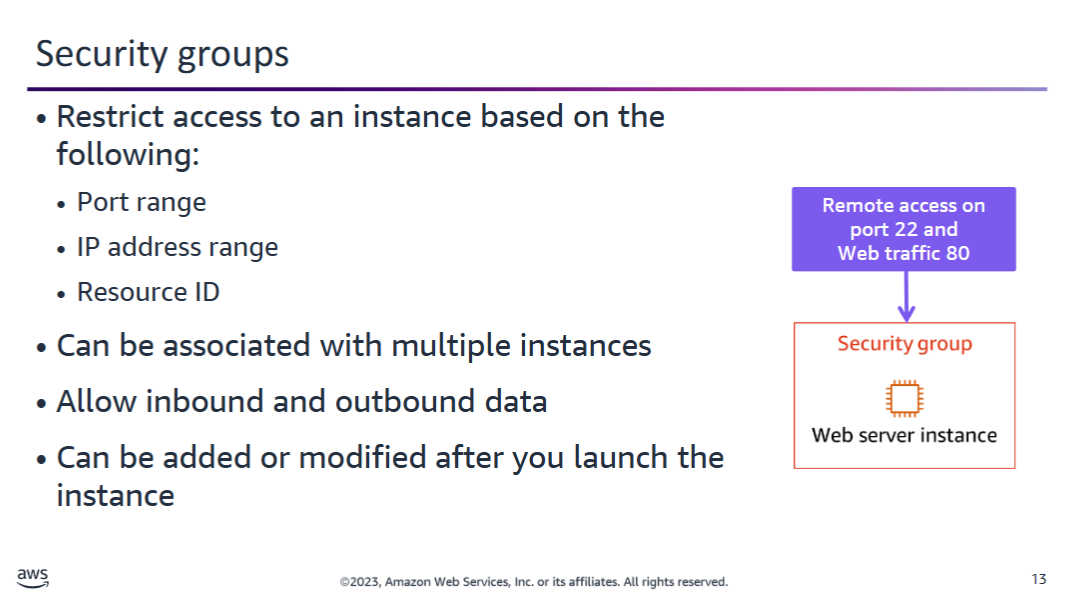 Security groups
• Restrict access to an instance based on the
following:
• Port range
• IP address range
• Resource ID
• Can be associated with multiple instances
• Allow inbound and outbound data
• Can be added or modified after you launch the
instance
Remote access on
port 22 and
Web traffic 80
Security group
Web server instance
aws
©2023, Amazon Web Services, Inc. or its affiliates. All rights reserved.
13